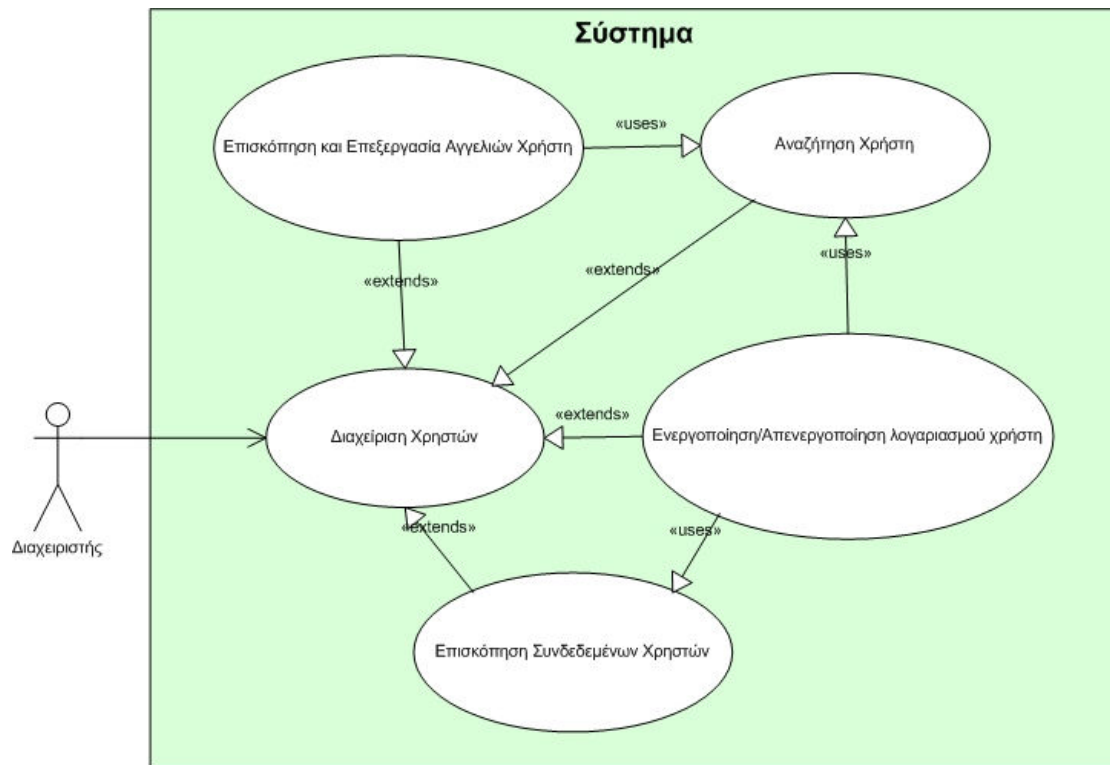 Σύστημα
Επισκόπηση και Επεξεργασία Αγγελιών Χρήστη
«uses»
Αναζήτηση Χρήστη
«uses»
«extends»
«extends»
Διαχείριση Χρηστών
«extends»
Ενεργοποίηση/Απενεργοποίηση λογαριασμού χρήστη
«extends»
«uses»
Διαχειριστής
Επισκόπηση Συνδεδεμένων Χρηστών